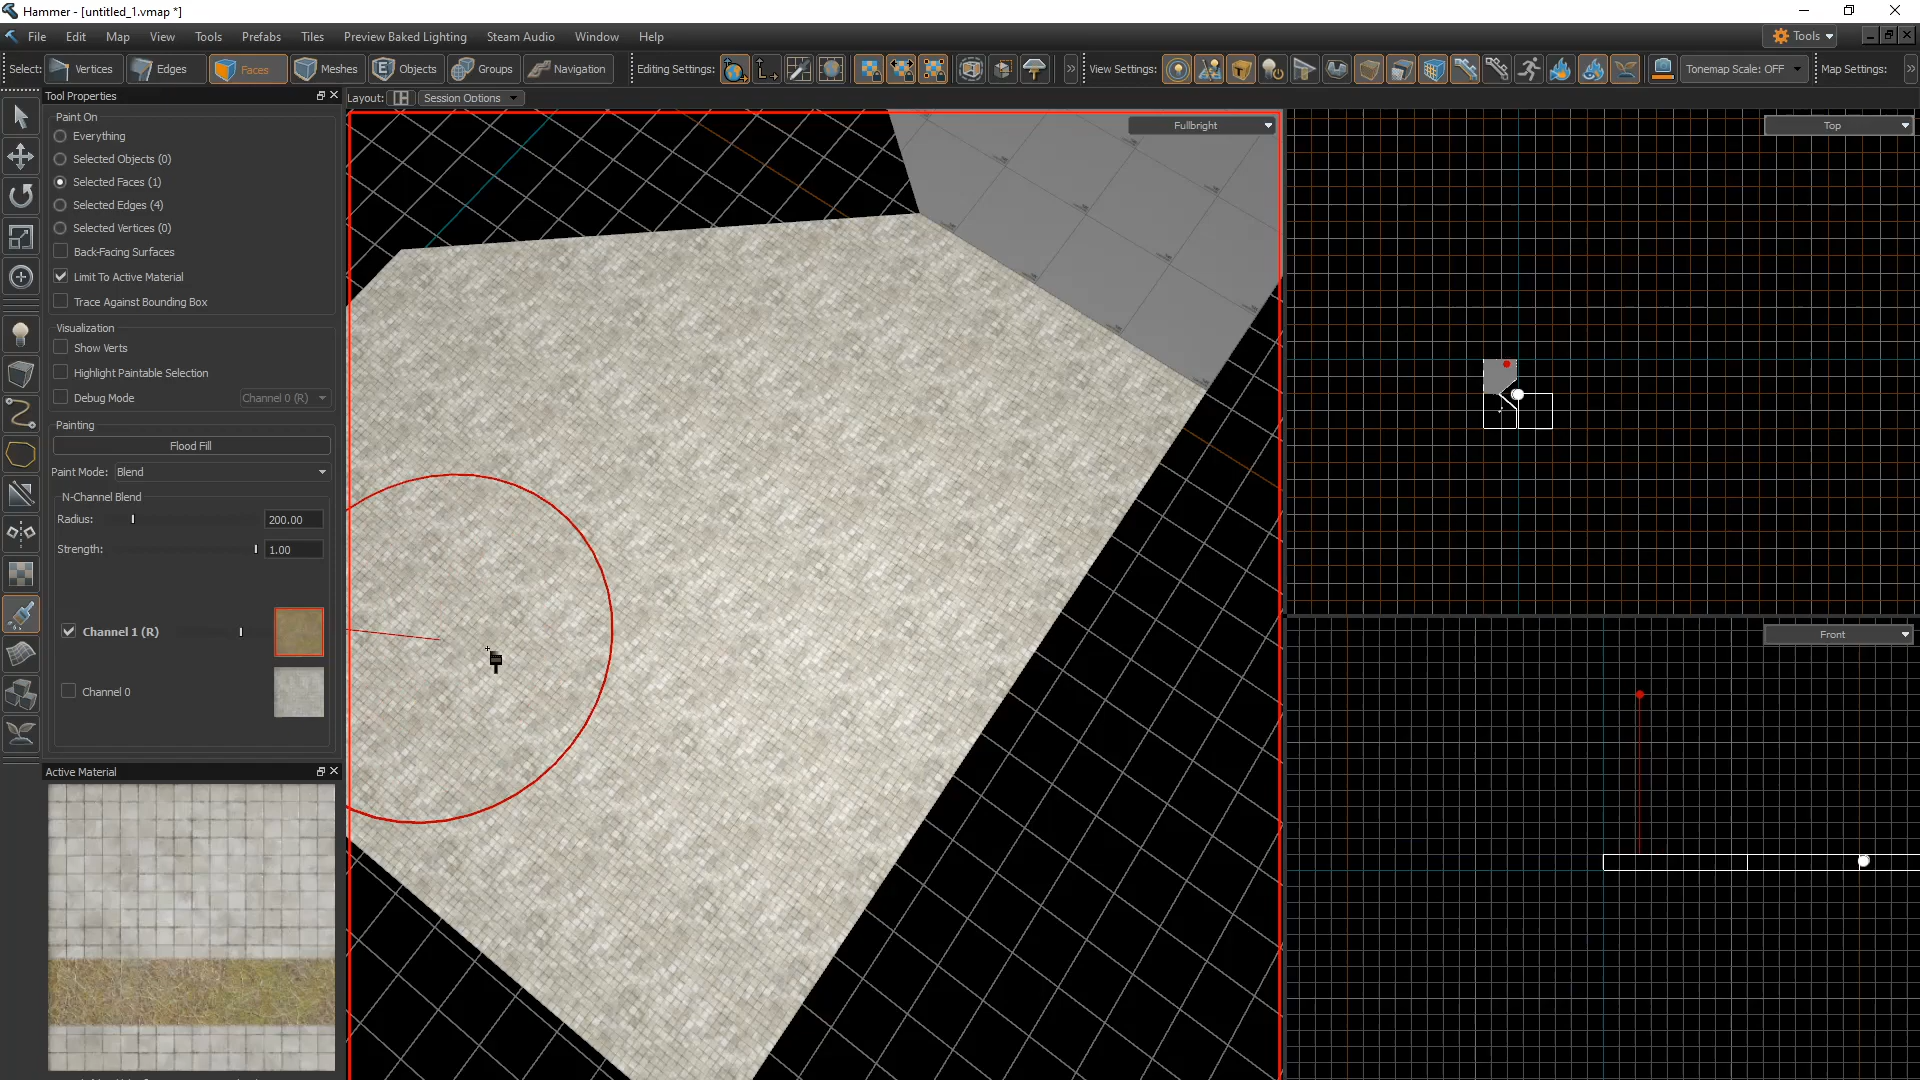 Hammer - [untitled_1.vmap *]
File Edit Map View Tools Prefabs Tiles Preview Baked Lighting Steam Audio Window Help
Tools
Select: Vertices Edges Faces Meshes Objects Groups Navigation Editing Settings: View Settings: Tonemap Scale: OFF Map Settings:
Tool Properties
Layout: Session Options
Paint On
Everything
Selected Objects (0)
Selected Faces (1)
Selected Edges (4)
Selected Vertices (0)
Back-Facing Surfaces
Limit To Active Material
Trace Against Bounding Box
Visualization
Show Verts
Highlight Paintable Selection
Debug Mode Channel 0 (R)
Painting
Flood Fill
Paint Mode: Blend
N-Channel Blend
Radius: 200.00
Strength: 1.00
Channel 1 (R)
Channel 0
Active Material
Fullbright
Top
Front